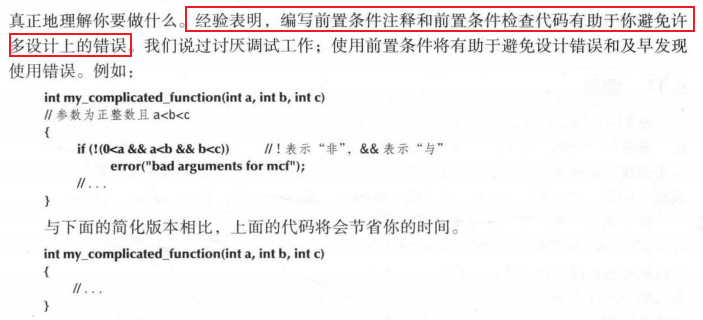 真正地理解你要做什么。经验表明，编写前置条件注释和前置条件检查代码有助于你避免许
多设计上的错误。我们说过讨厌调试工作；使用前置条件将有助于避免设计错误和及早发现
使用错误。例如：
int my_complicated_function(int a, int b, int c)
// 参数为正整数且 a<b<c
{
if (!(0<a && a<b && b<c)) // ! 表示“非”，&& 表示“与”
error("bad arguments for mcf");
// . . .
}
与下面的简化版本相比，上面的代码将会节省你的时间。
int my_complicated_function(int a, int b, int c)
{
// . . .
}